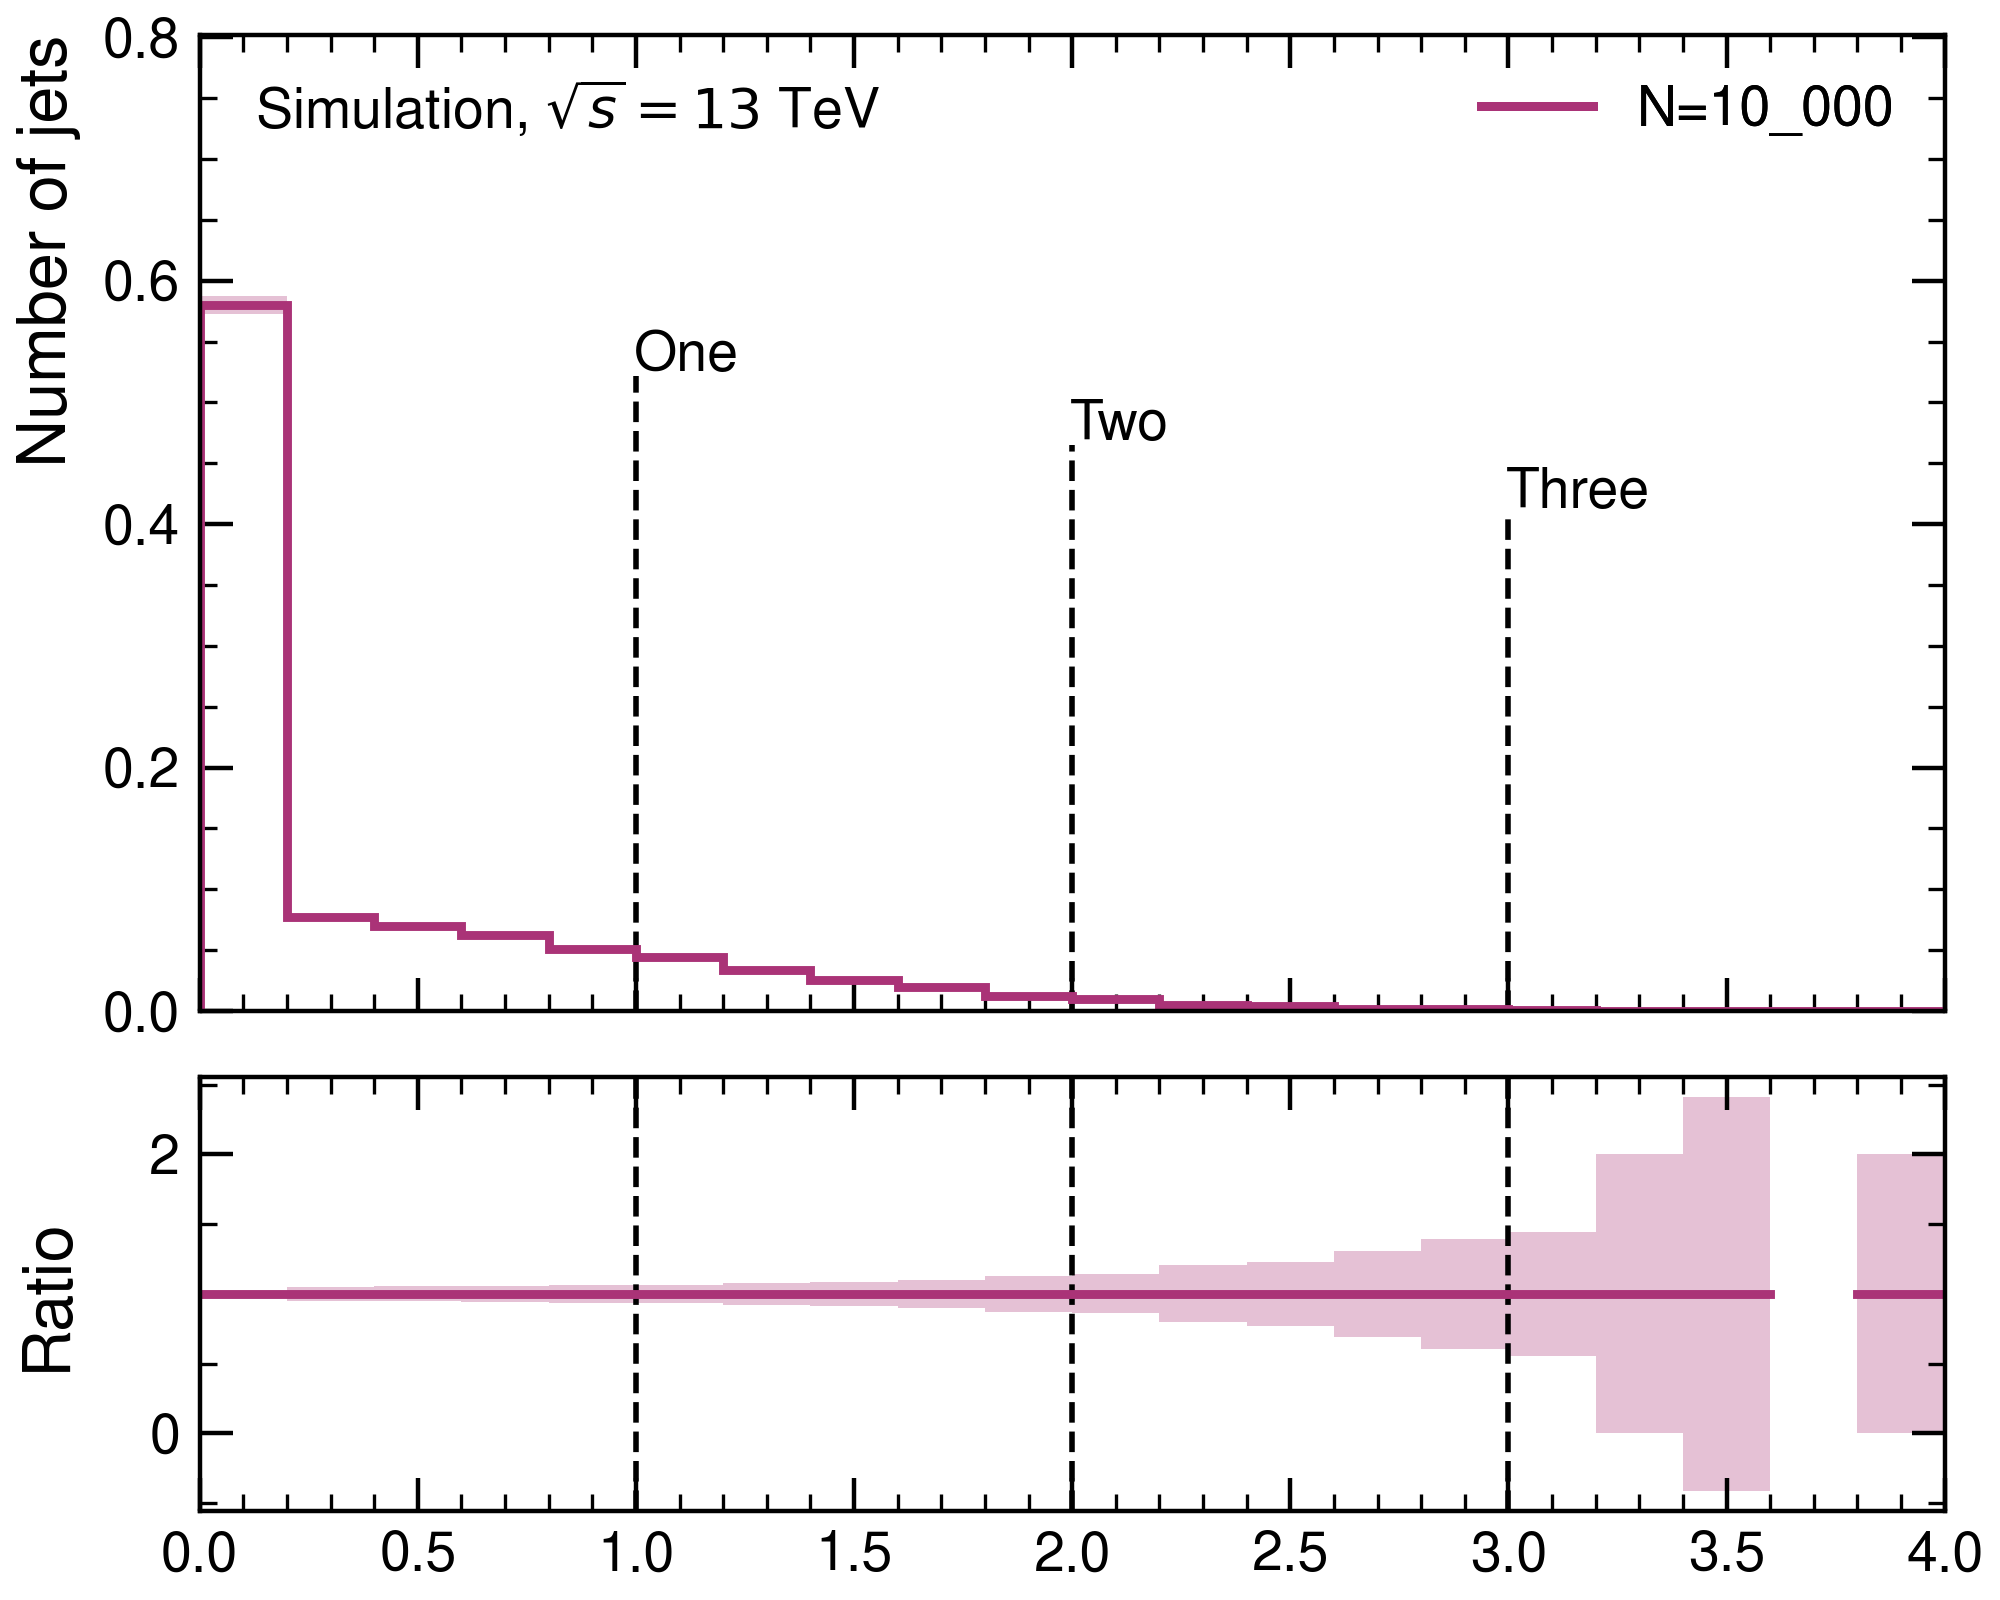 Number of jets
0.8
0.6
0.4
0.2
0.0
Simulation, √s = 13 TeV
N=10_000
One
Two
Three
Ratio
2
0
0.0 0.5 1.0 1.5 2.0 2.5 3.0 3.5 4.0